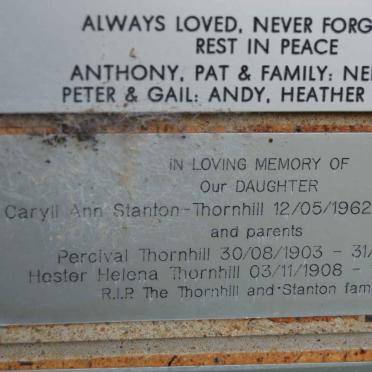 ALWAYS LOVED, NEVER FORG
REST IN PEACE
ANTHONY, PAT & FAMILY: NE
PETER & GAIL: ANDY, HEATHER
IN LOVING MEMORY OF
Our DAUGHTER
Caryll Ann Stanton-Thornhill 12/05/1962
and parents
Percival Thornhill 30/08/1903 - 31/
Hester Helena Thornhill 03/11/1908 -
R.I.P. The Thornhill and Stanton fam